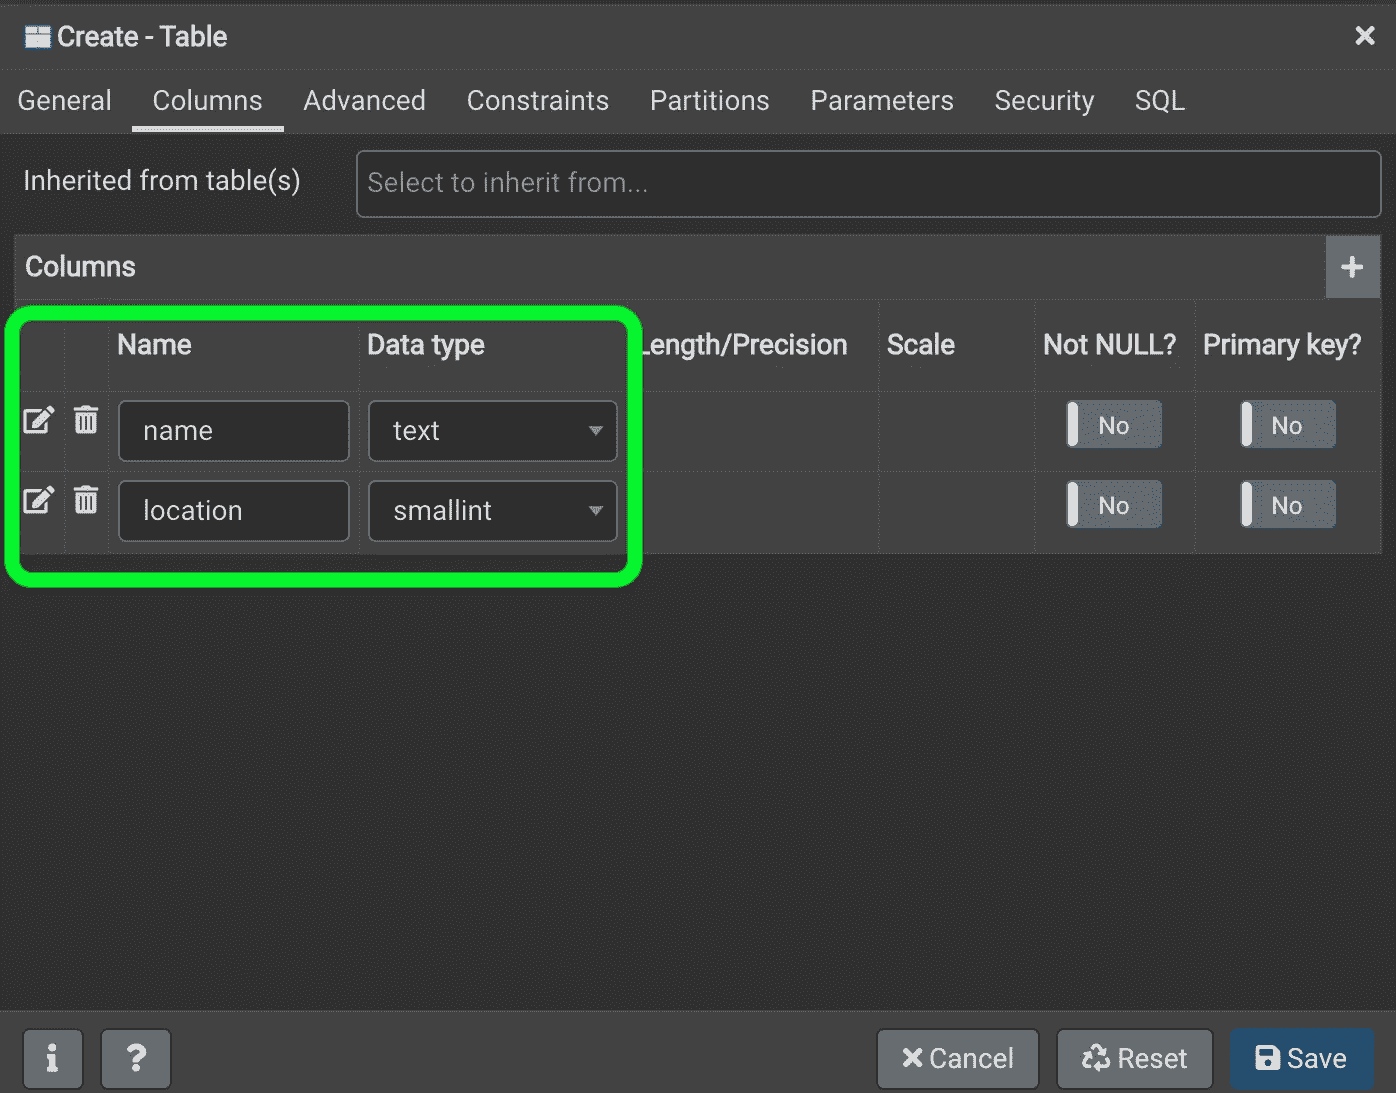 Create - Table
General Columns Advanced Constraints Partitions Parameters Security SQL
Inherited from table(s) Select to inherit from...
Columns
Name Data type Length/Precision Scale Not NULL? Primary key?
name text No No
location smallint No No
i ? Cancel Reset Save